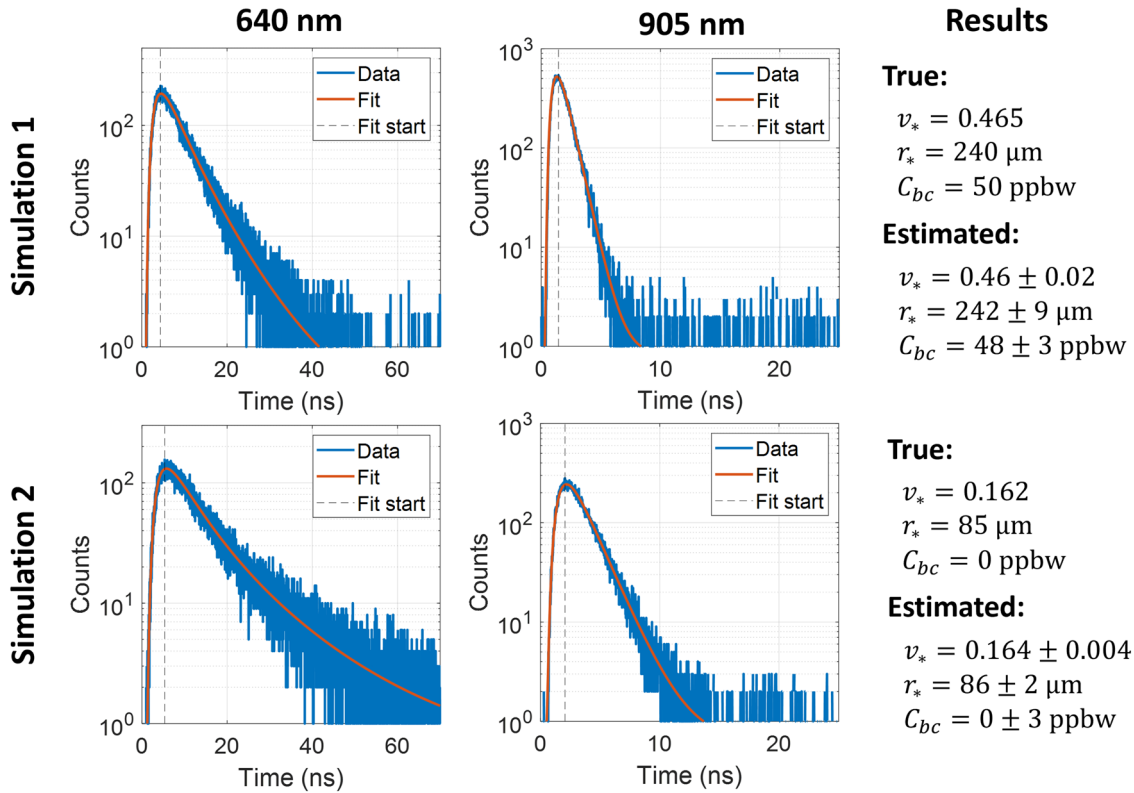 640 nm
905 nm
Results
Simulation 1
Counts
10²
10¹
10⁰
0
20
40
60
Time (ns)
Data
Fit
Fit start
Counts
10³
10²
10¹
10⁰
0
10
20
Time (ns)
Data
Fit
Fit start
True:
v* = 0.465
r* = 240 µm
C_bc = 50 ppbw
Estimated:
v* = 0.46 ± 0.02
r* = 242 ± 9 µm
C_bc = 48 ± 3 ppbw
Simulation 2
Counts
10²
10¹
10⁰
0
20
40
60
Time (ns)
Data
Fit
Fit start
Counts
10³
10²
10¹
10⁰
0
10
20
Time (ns)
Data
Fit
Fit start
True:
v* = 0.162
r* = 85 µm
C_bc = 0 ppbw
Estimated:
v* = 0.164 ± 0.004
r* = 86 ± 2 µm
C_bc = 0 ± 3 ppbw